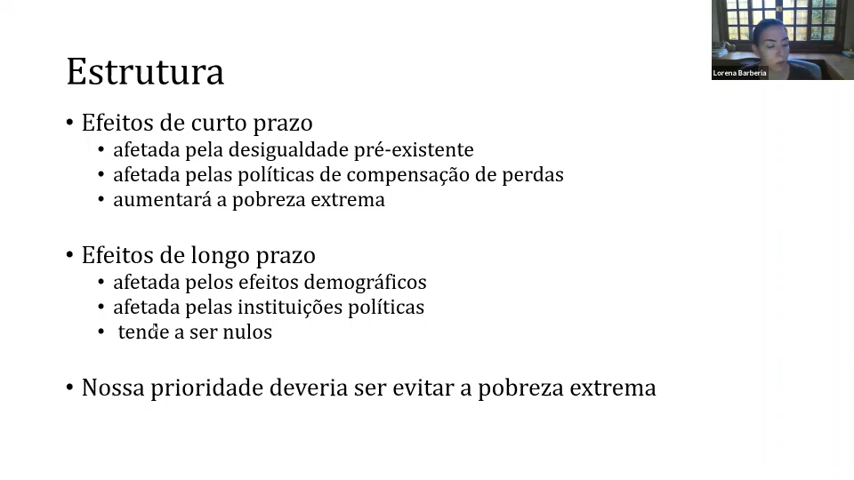 Estrutura
• Efeitos de curto prazo
• afetada pela desigualdade pré-existente
• afetada pelas políticas de compensação de perdas
• aumentará a pobreza extrema
• Efeitos de longo prazo
• afetada pelos efeitos demográficos
• afetada pelas instituições políticas
• tende a ser nulos
• Nossa prioridade deveria ser evitar a pobreza extrema
Lorena Barberia